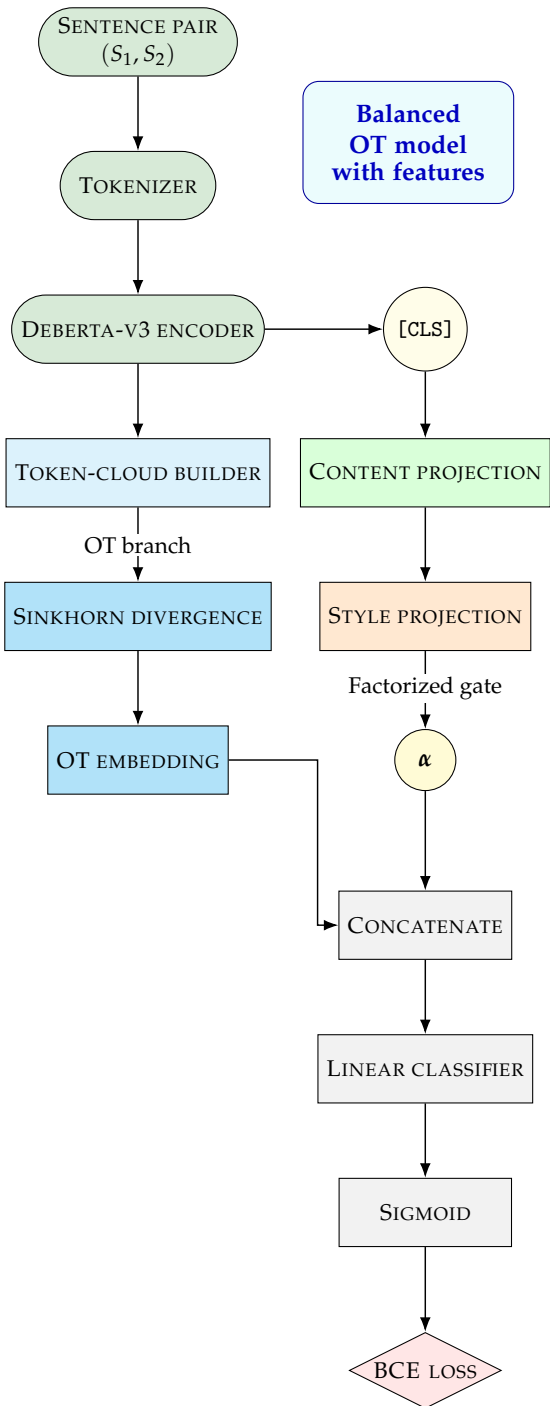 SENTENCE PAIR
(S₁, S₂)
Balanced
OT model
with features
TOKENIZER
DEBERTA-V3 ENCODER
[CLS]
TOKEN-CLOUD BUILDER
CONTENT PROJECTION
OT branch
SINKHORN DIVERGENCE
STYLE PROJECTION
Factorized gate
OT EMBEDDING
α
CONCATENATE
LINEAR CLASSIFIER
SIGMOID
BCE LOSS